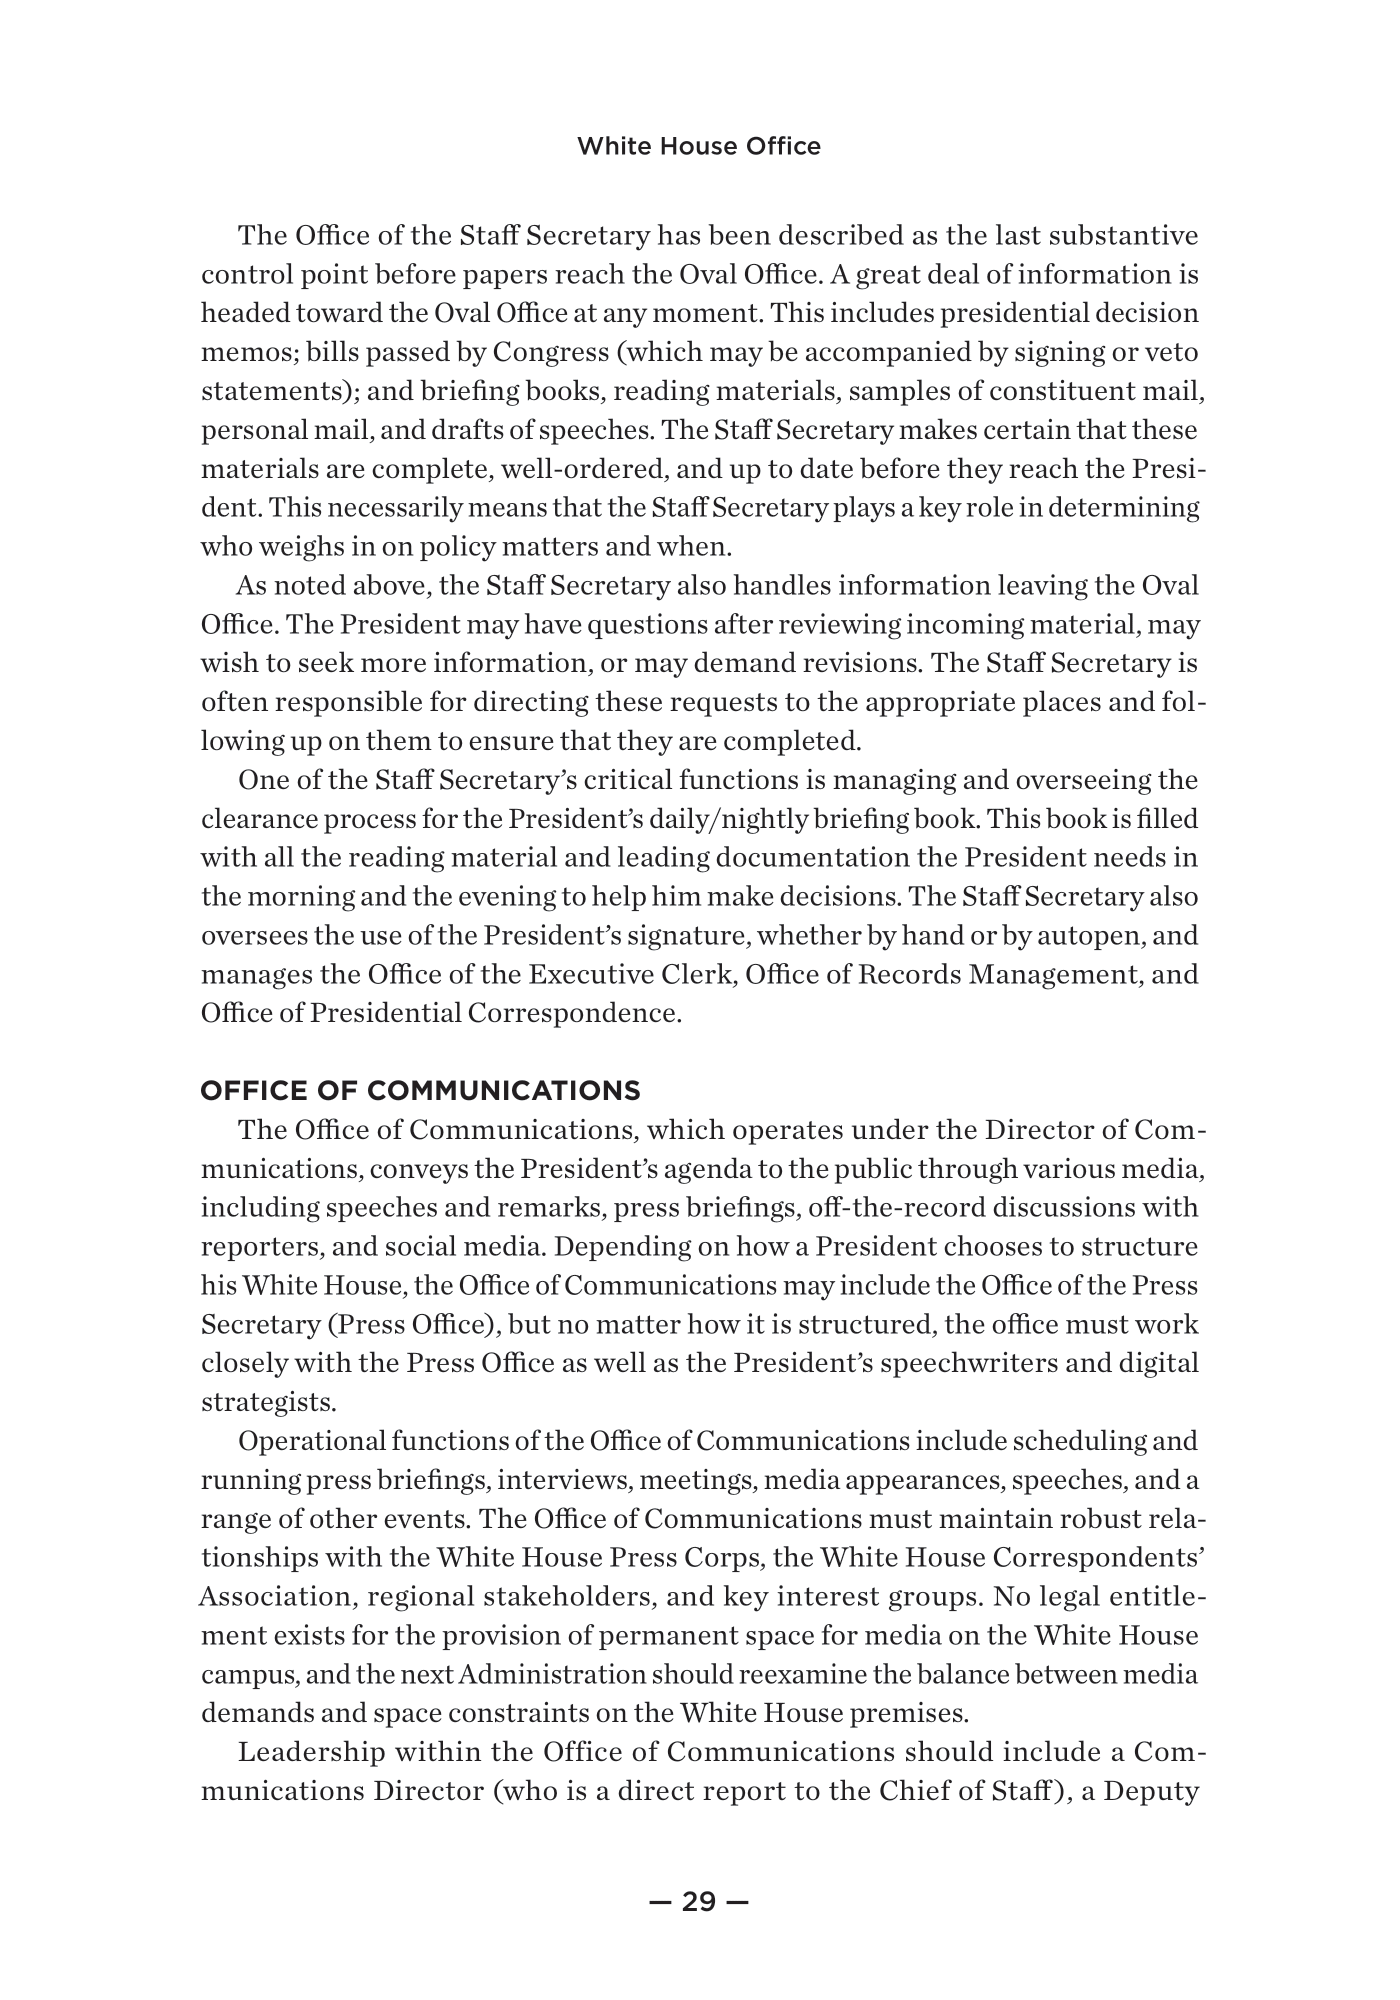 White House Office
The Office of the Staff Secretary has been described as the last substantive
control point before papers reach the Oval Office. A great deal of information is
headed toward the Oval Office at any moment. This includes presidential decision
memos; bills passed by Congress (which may be accompanied by signing or veto
statements); and briefing books, reading materials, samples of constituent mail,
personal mail, and drafts of speeches. The Staff Secretary makes certain that these
materials are complete, well-ordered, and up to date before they reach the Presi-
dent. This necessarily means that the Staff Secretary plays a key role in determining
who weighs in on policy matters and when.
As noted above, the Staff Secretary also handles information leaving the Oval
Office. The President may have questions after reviewing incoming material, may
wish to seek more information, or may demand revisions. The Staff Secretary is
often responsible for directing these requests to the appropriate places and fol-
lowing up on them to ensure that they are completed.
One of the Staff Secretary’s critical functions is managing and overseeing the
clearance process for the President’s daily/nightly briefing book. This book is filled
with all the reading material and leading documentation the President needs in
the morning and the evening to help him make decisions. The Staff Secretary also
oversees the use of the President’s signature, whether by hand or by autopen, and
manages the Office of the Executive Clerk, Office of Records Management, and
Office of Presidential Correspondence.
OFFICE OF COMMUNICATIONS
The Office of Communications, which operates under the Director of Com-
munications, conveys the President’s agenda to the public through various media,
including speeches and remarks, press briefings, off-the-record discussions with
reporters, and social media. Depending on how a President chooses to structure
his White House, the Office of Communications may include the Office of the Press
Secretary (Press Office), but no matter how it is structured, the office must work
closely with the Press Office as well as the President’s speechwriters and digital
strategists.
Operational functions of the Office of Communications include scheduling and
running press briefings, interviews, meetings, media appearances, speeches, and a
range of other events. The Office of Communications must maintain robust rela-
tionships with the White House Press Corps, the White House Correspondents’
Association, regional stakeholders, and key interest groups. No legal entitle-
ment exists for the provision of permanent space for media on the White House
campus, and the next Administration should reexamine the balance between media
demands and space constraints on the White House premises.
Leadership within the Office of Communications should include a Com-
munications Director (who is a direct report to the Chief of Staff), a Deputy
— 29 —